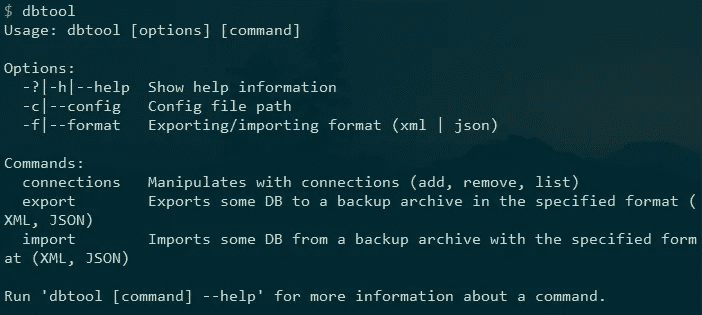 $ dbtool
Usage: dbtool [options] [command]

Options:
  -?|-h|--help  Show help information
  -c|--config   Config file path
  -f|--format   Exporting/importing format (xml | json)

Commands:
  connections   Manipulates with connections (add, remove, list)
  export        Exports some DB to a backup archive in the specified format (
XML, JSON)
  import        Imports some DB from a backup archive with the specified form
at (XML, JSON)

Run 'dbtool [command] --help' for more information about a command.